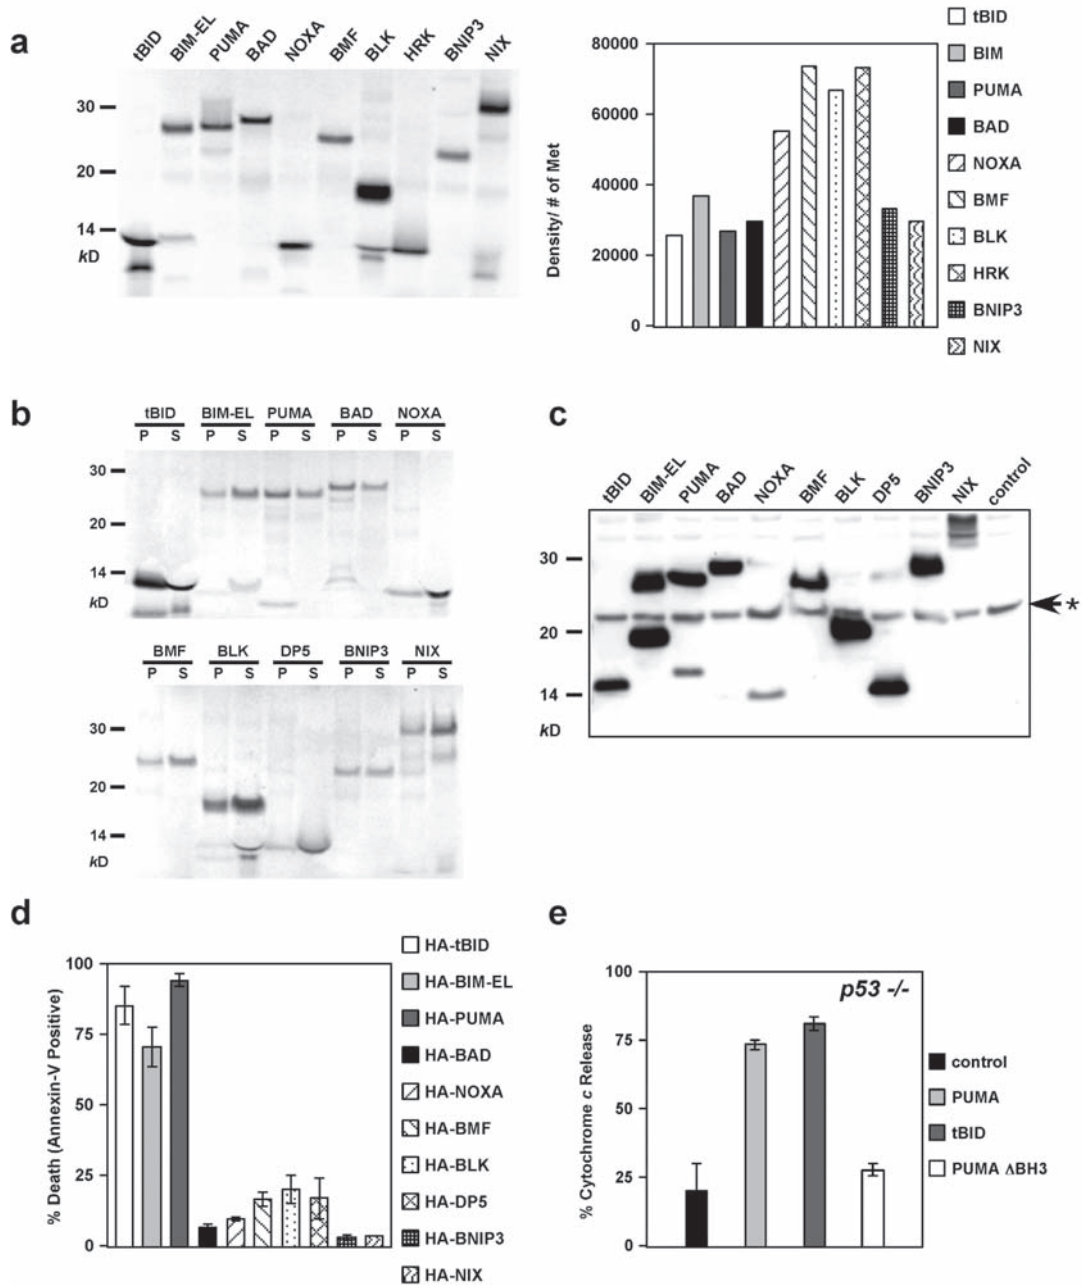 a
tBID BIM-EL PUMA BAD NOXA BMF BLK HRK BNIP3 NIX
30
20
14
kD
Density/ # of Met
80000
60000
40000
20000
0
tBID
BIM
PUMA
BAD
NOXA
BMF
BLK
HRK
BNIP3
NIX
b
tBID BIM-EL PUMA BAD NOXA
P S P S P S P S P S
30
20
14
kD
BMF BLK DP5 BNIP3 NIX
P S P S P S P S P S
30
20
14
kD
c
tBID BIM-EL PUMA BAD NOXA BMF BLK DP5 BNIP3 NIX control
30
20
14
kD
*
d
% Death (Annexin-V Positive)
100
75
50
25
0
HA-tBID
HA-BIM-EL
HA-PUMA
HA-BAD
HA-NOXA
HA-BMF
HA-BLK
HA-DP5
HA-BNIP3
HA-NIX
e
% Cytochrome c Release
100
75
50
25
0
p53 -/-
control
PUMA
tBID
PUMA ΔBH3